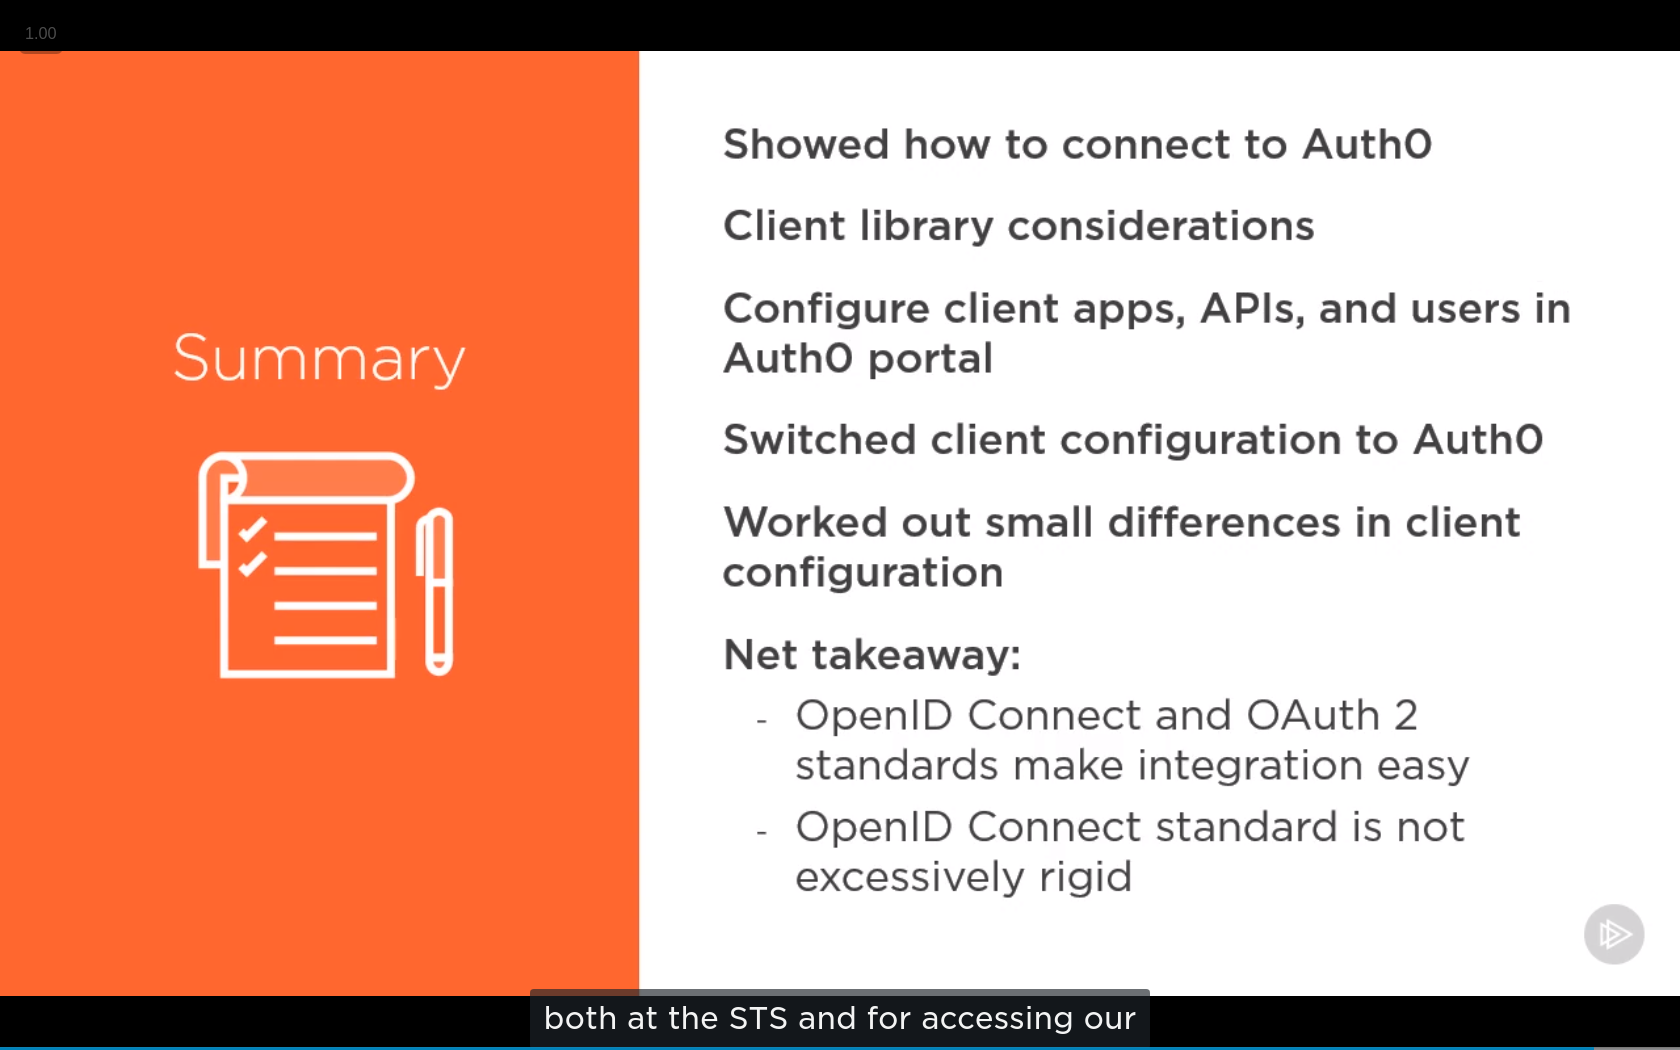 1.00
Summary
Showed how to connect to Auth0
Client library considerations
Configure client apps, APIs, and users in
Auth0 portal
Switched client configuration to Auth0
Worked out small differences in client
configuration
Net takeaway:
- OpenID Connect and OAuth 2
standards make integration easy
- OpenID Connect standard is not
excessively rigid
both at the STS and for accessing our